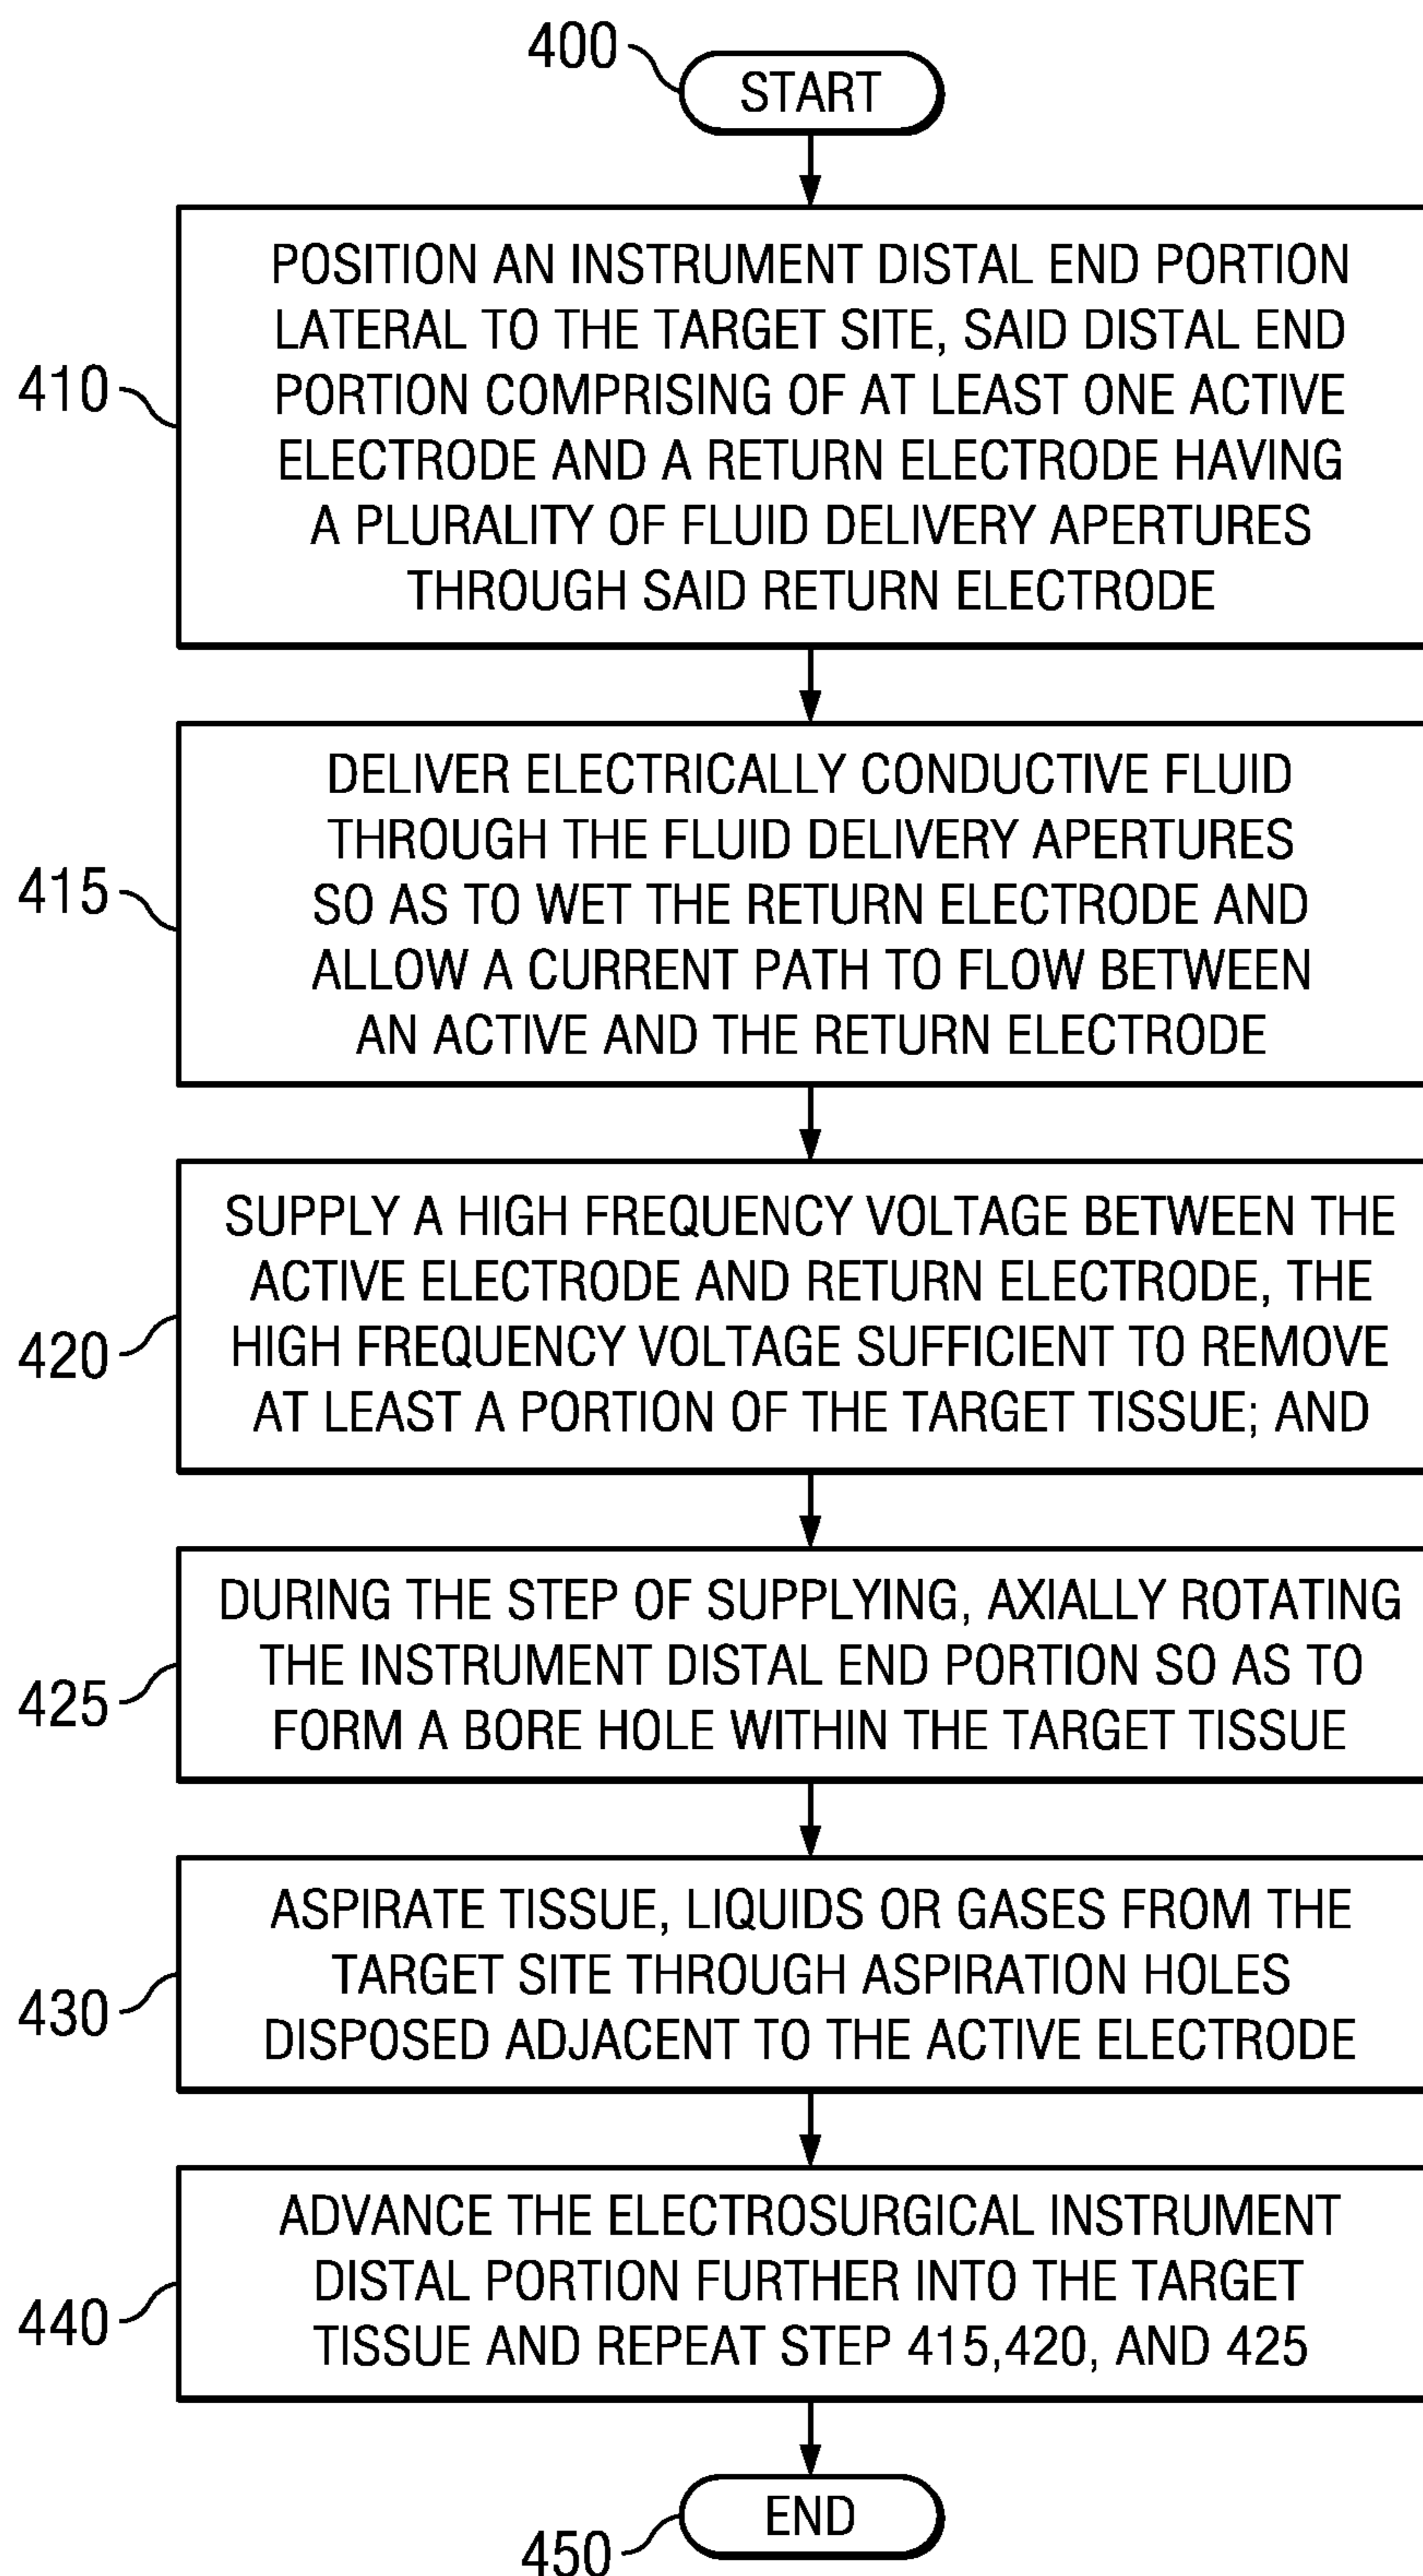 400
START
410
POSITION AN INSTRUMENT DISTAL END PORTION
LATERAL TO THE TARGET SITE, SAID DISTAL END
PORTION COMPRISING OF AT LEAST ONE ACTIVE
ELECTRODE AND A RETURN ELECTRODE HAVING
A PLURALITY OF FLUID DELIVERY APERTURES
THROUGH SAID RETURN ELECTRODE
415
DELIVER ELECTRICALLY CONDUCTIVE FLUID
THROUGH THE FLUID DELIVERY APERTURES
SO AS TO WET THE RETURN ELECTRODE AND
ALLOW A CURRENT PATH TO FLOW BETWEEN
AN ACTIVE AND THE RETURN ELECTRODE
420
SUPPLY A HIGH FREQUENCY VOLTAGE BETWEEN THE
ACTIVE ELECTRODE AND RETURN ELECTRODE, THE
HIGH FREQUENCY VOLTAGE SUFFICIENT TO REMOVE
AT LEAST A PORTION OF THE TARGET TISSUE; AND
425
DURING THE STEP OF SUPPLYING, AXIALLY ROTATING
THE INSTRUMENT DISTAL END PORTION SO AS TO
FORM A BORE HOLE WITHIN THE TARGET TISSUE
430
ASPIRATE TISSUE, LIQUIDS OR GASES FROM THE
TARGET SITE THROUGH ASPIRATION HOLES
DISPOSED ADJACENT TO THE ACTIVE ELECTRODE
440
ADVANCE THE ELECTROSURGICAL INSTRUMENT
DISTAL PORTION FURTHER INTO THE TARGET
TISSUE AND REPEAT STEP 415,420, AND 425
450
END